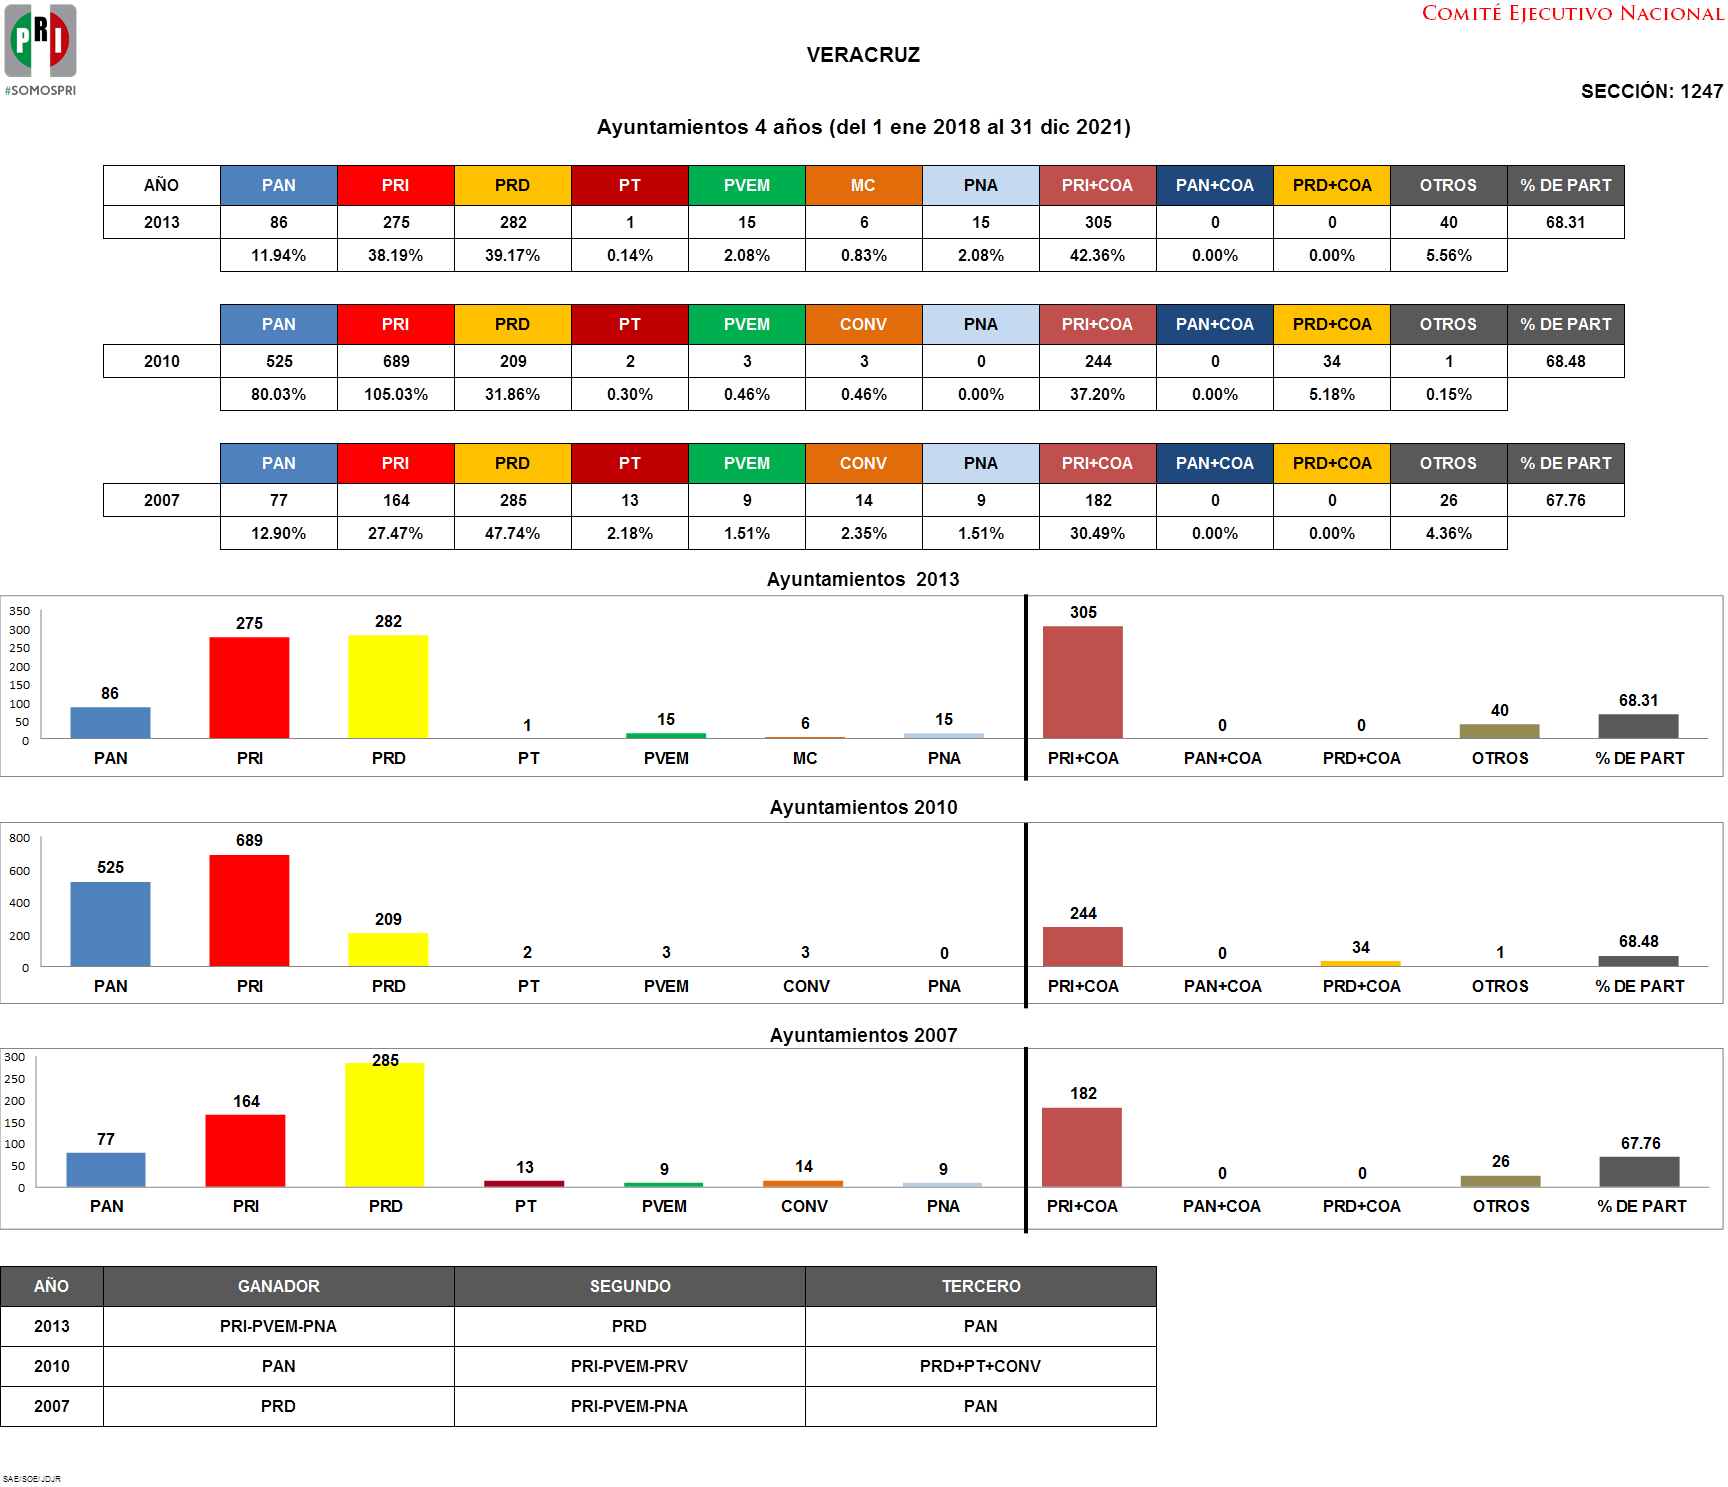 COMITÉ EJECUTIVO NACIONAL
PRI
#SOMOSPRI
VERACRUZ
SECCIÓN: 1247
Ayuntamientos 4 años (del 1 ene 2018 al 31 dic 2021)
AÑO PAN PRI PRD PT PVEM MC PNA PRI+COA PAN+COA PRD+COA OTROS % DE PART
2013 86 275 282 1 15 6 15 305 0 0 40 68.31
11.94% 38.19% 39.17% 0.14% 2.08% 0.83% 2.08% 42.36% 0.00% 0.00% 5.56%
PAN PRI PRD PT PVEM CONV PNA PRI+COA PAN+COA PRD+COA OTROS % DE PART
2010 525 689 209 2 3 3 0 244 0 34 1 68.48
80.03% 105.03% 31.86% 0.30% 0.46% 0.46% 0.00% 37.20% 0.00% 5.18% 0.15%
PAN PRI PRD PT PVEM CONV PNA PRI+COA PAN+COA PRD+COA OTROS % DE PART
2007 77 164 285 13 9 14 9 182 0 0 26 67.76
12.90% 27.47% 47.74% 2.18% 1.51% 2.35% 1.51% 30.49% 0.00% 0.00% 4.36%
Ayuntamientos 2013
350
300
250
200
150
100
50
0
86 275 282 1 15 6 15 305 0 0 40 68.31
PAN PRI PRD PT PVEM MC PNA PRI+COA PAN+COA PRD+COA OTROS % DE PART
Ayuntamientos 2010
800
600
400
200
0
525 689 209 2 3 3 0 244 0 34 1 68.48
PAN PRI PRD PT PVEM CONV PNA PRI+COA PAN+COA PRD+COA OTROS % DE PART
Ayuntamientos 2007
300
250
200
150
100
50
0
77 164 285 13 9 14 9 182 0 0 26 67.76
PAN PRI PRD PT PVEM CONV PNA PRI+COA PAN+COA PRD+COA OTROS % DE PART
AÑO GANADOR SEGUNDO TERCERO
2013 PRI-PVEM-PNA PRD PAN
2010 PAN PRI-PVEM-PRV PRD+PT+CONV
2007 PRD PRI-PVEM-PNA PAN
SAE/SOE/JDJR